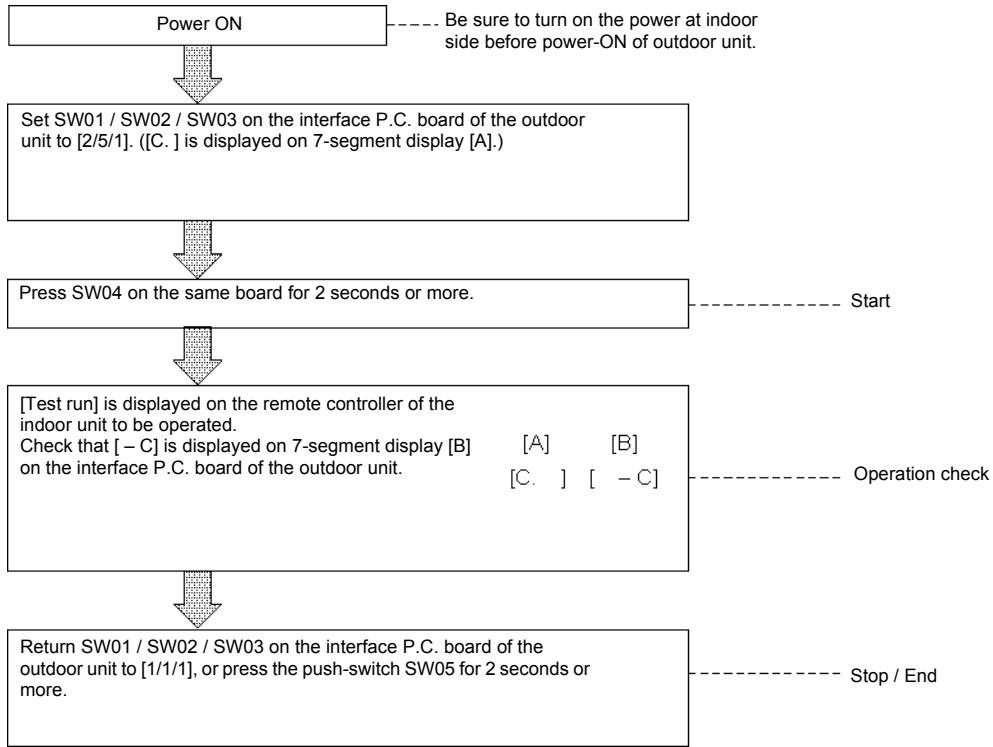 Power ON
Be sure to turn on the power at indoor
side before power-ON of outdoor unit.
Set SW01 / SW02 / SW03 on the interface P.C. board of the outdoor
unit to [2/5/1]. ([C. ] is displayed on 7-segment display [A].)
Press SW04 on the same board for 2 seconds or more.
Start
[Test run] is displayed on the remote controller of the
indoor unit to be operated.
Check that [ – C] is displayed on 7-segment display [B]
on the interface P.C. board of the outdoor unit.
[A] [B]
[C. ] [ – C]
Operation check
Return SW01 / SW02 / SW03 on the interface P.C. board of the
outdoor unit to [1/1/1], or press the push-switch SW05 for 2 seconds or
more.
Stop / End